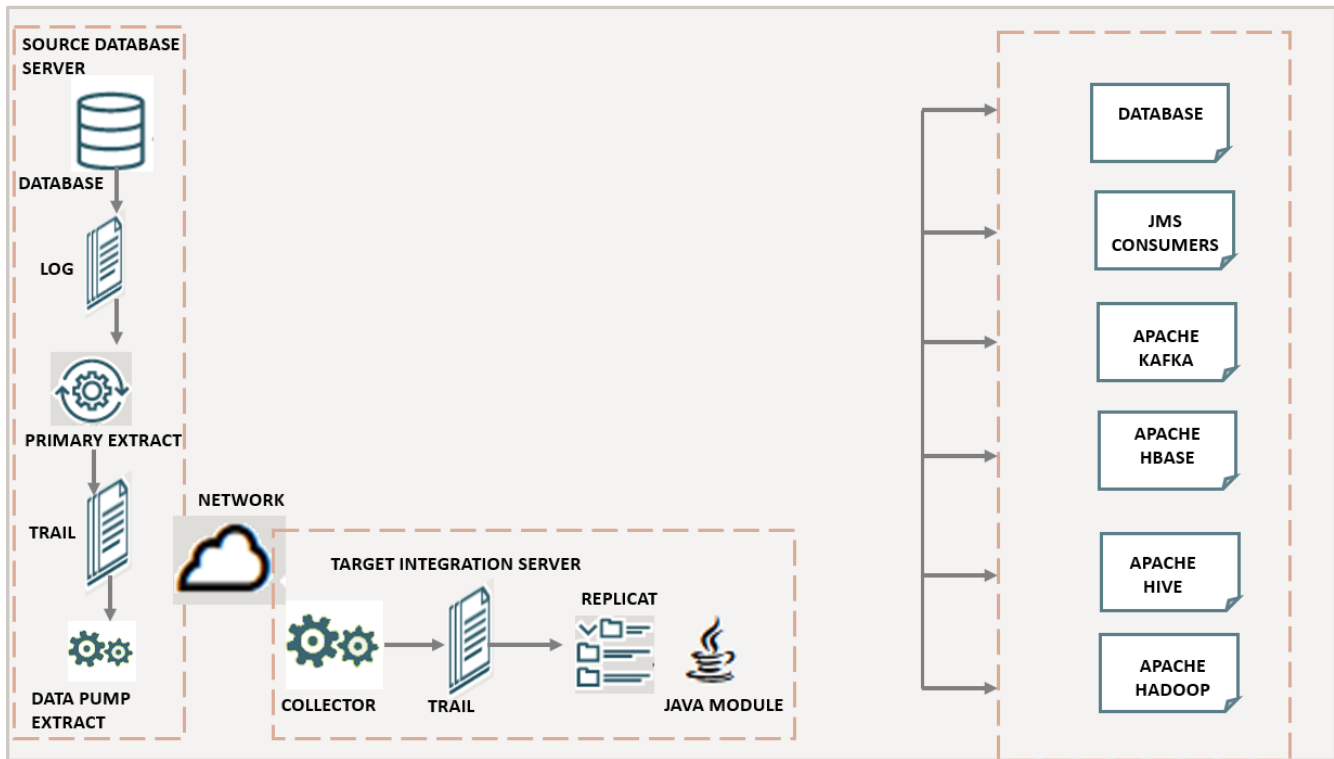 SOURCE DATABASE
SERVER
DATABASE
LOG
PRIMARY EXTRACT
TRAIL
DATA PUMP
EXTRACT
NETWORK
TARGET INTEGRATION SERVER
COLLECTOR
TRAIL
REPLICAT
JAVA MODULE
DATABASE
JMS
CONSUMERS
APACHE
KAFKA
APACHE
HBASE
APACHE
HIVE
APACHE
HADOOP